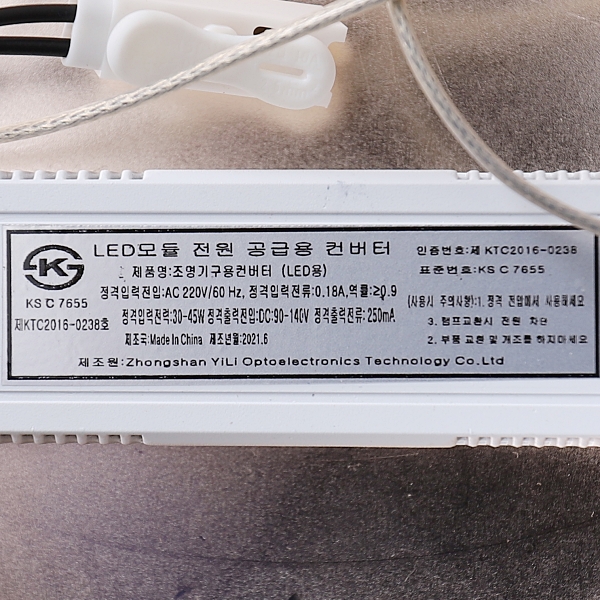 LED모듈 전원 공급용 컨버터
인증번호:제 KTC2016-0238
KS C 7655
제품명:조명기구용컨버터 (LED용)
표준번호:KS C 7655
정격입력전압:AC 220V/60 Hz, 정격입력전류:0.18A,역률:≥0.9
(사용시 주의사항):1.정격 전압에서 사용하세요
제KTC2016-0238호
정격입력전력:30-45W 정격출력전압:DC:90-140V 정격출력전류: 250mA
3.램프교환시 전원 차단
제조국:Made In China 제조년월:2021.6
2.부품 교환 및 개조를 하지마세요
제조원:Zhongshan YiLi Optoelectronics Technology Co.Ltd